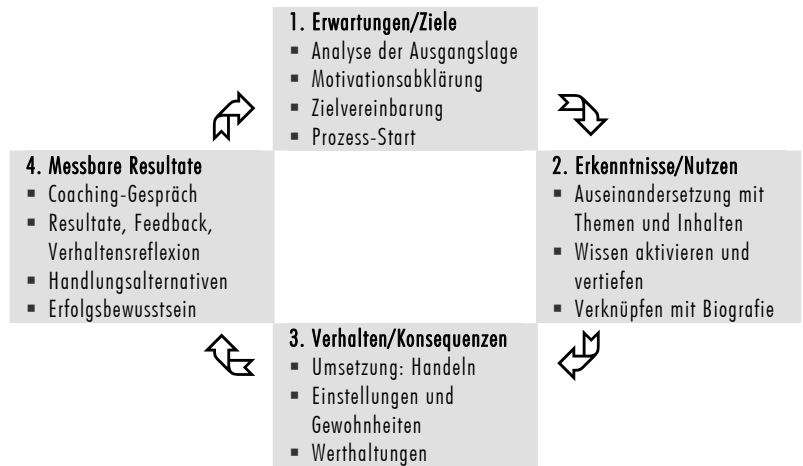 1. Erwartungen/Ziele
▪ Analyse der Ausgangslage
▪ Motivationsabklärung
▪ Zielvereinbarung
▪ Prozess-Start
2. Erkenntnisse/Nutzen
▪ Auseinandersetzung mit
Themen und Inhalten
▪ Wissen aktivieren und
vertiefen
▪ Verknüpfen mit Biografie
3. Verhalten/Konsequenzen
▪ Umsetzung: Handeln
▪ Einstellungen und
Gewohnheiten
▪ Werthaltungen
4. Messbare Resultate
▪ Coaching-Gespräch
▪ Resultate, Feedback,
Verhaltensreflexion
▪ Handlungsalternativen
▪ Erfolgsbewusstsein